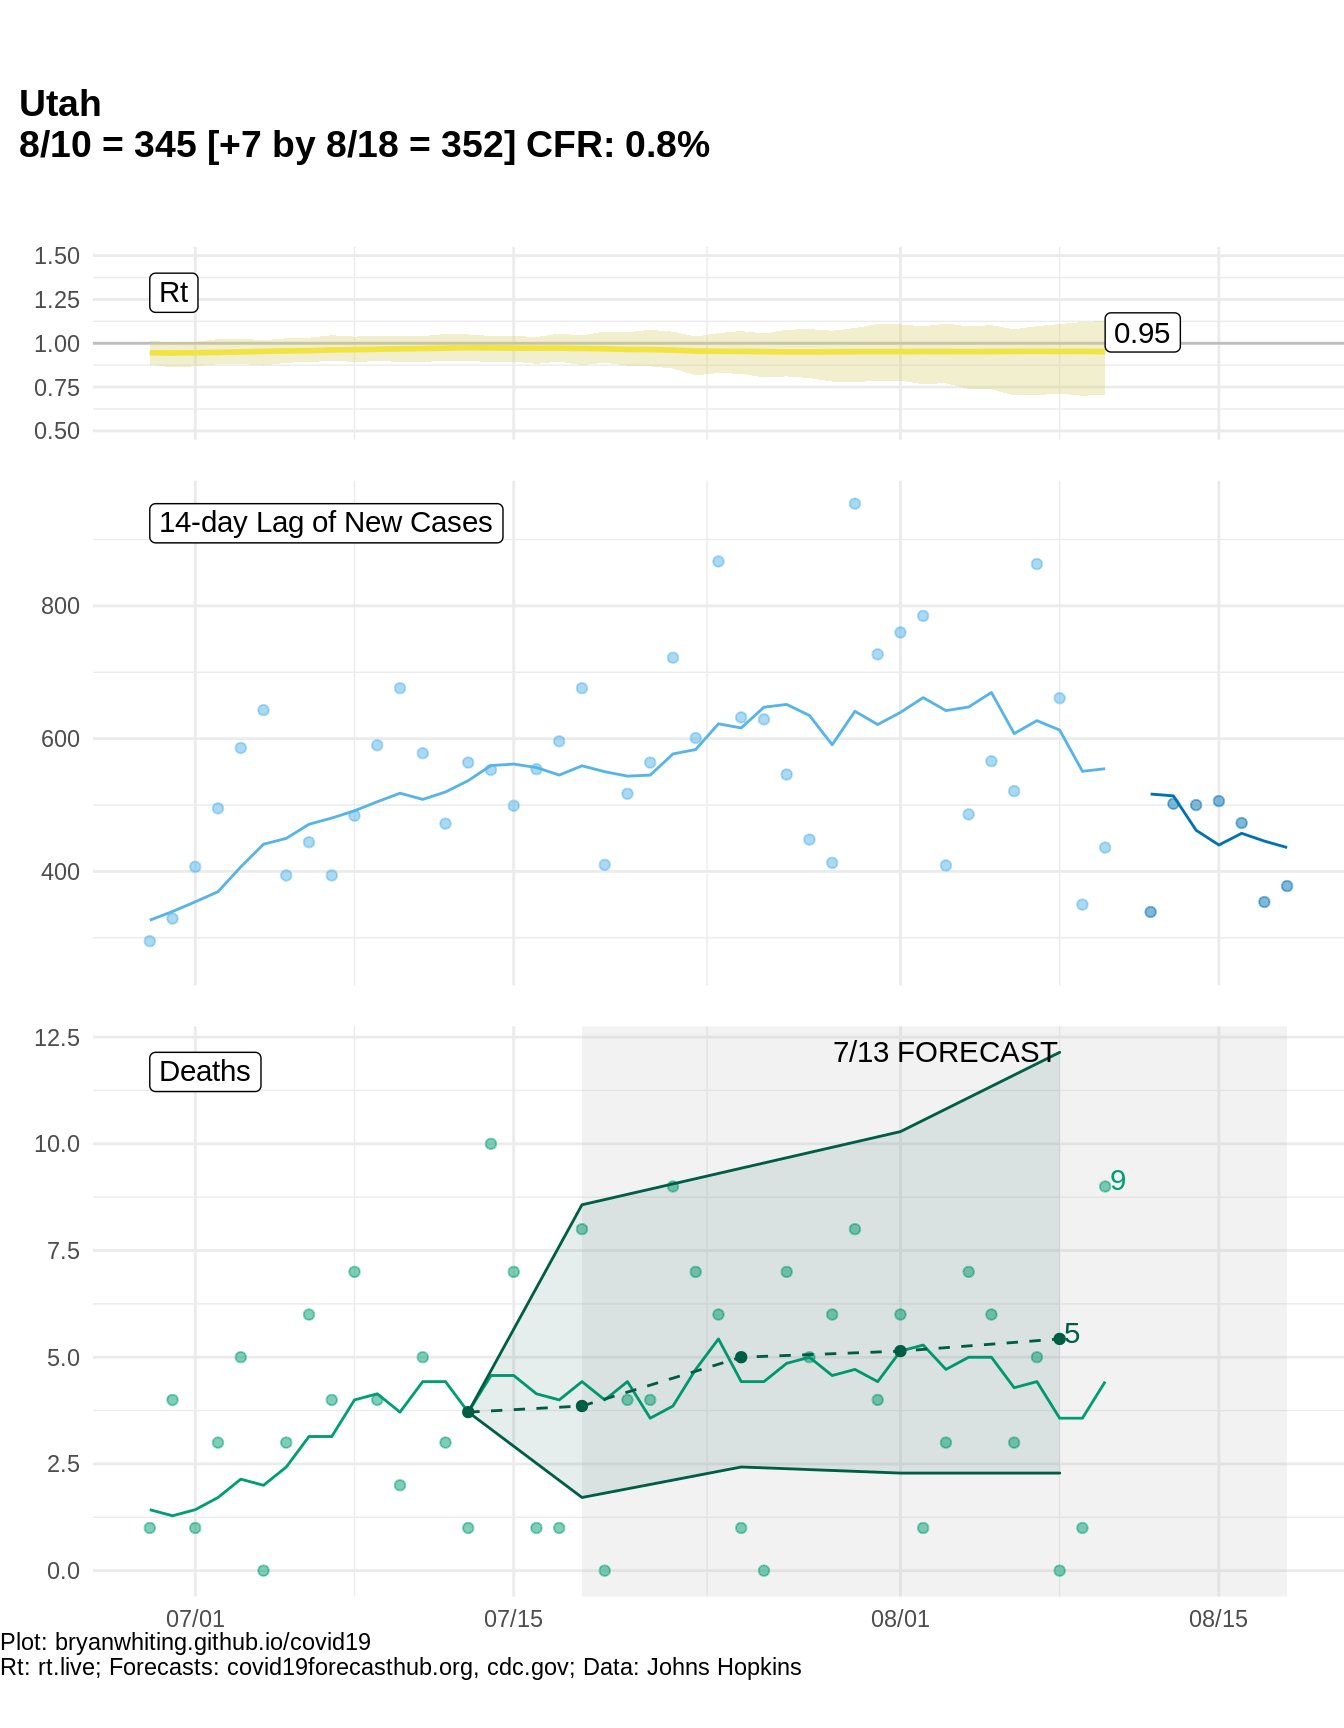 Utah
8/10 = 345 [+7 by 8/18 = 352] CFR: 0.8%
1.50
Rt
1.25
0.95
1.00
0.75
0.50
14-day Lag of New Cases
800
600
400
12.5
7/13 FORECAST
Deaths
10.0
9
7.5
5
5.0
2.5
0.0
07/01 07/15 08/01 08/15
Plot: bryanwhiting.github.io/covid19
Rt: rt.live; Forecasts: covid19forecasthub.org, cdc.gov; Data: Johns Hopkins